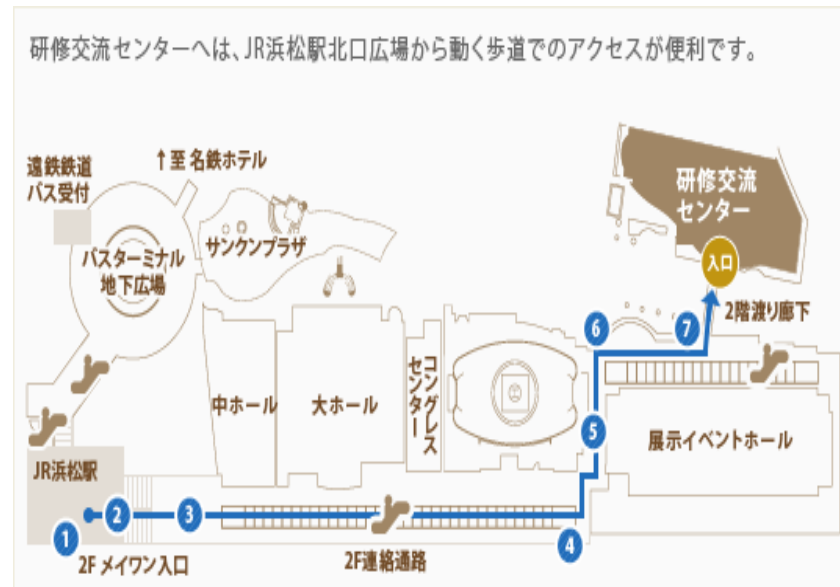 研修交流センターへは、JR浜松駅北口広場から動く歩道でのアクセスが便利です。
遠鉄鉄道
バス受付
↑至 名鉄ホテル
バスターミナル
地下広場
サンクンプラザ
研修交流
センター
入口
2階渡り廊下
6
7
中ホール
大ホール
コングレス
センター
5
展示イベントホール
JR浜松駅
1
2
3
4
2F メイワン入口
2F連絡通路